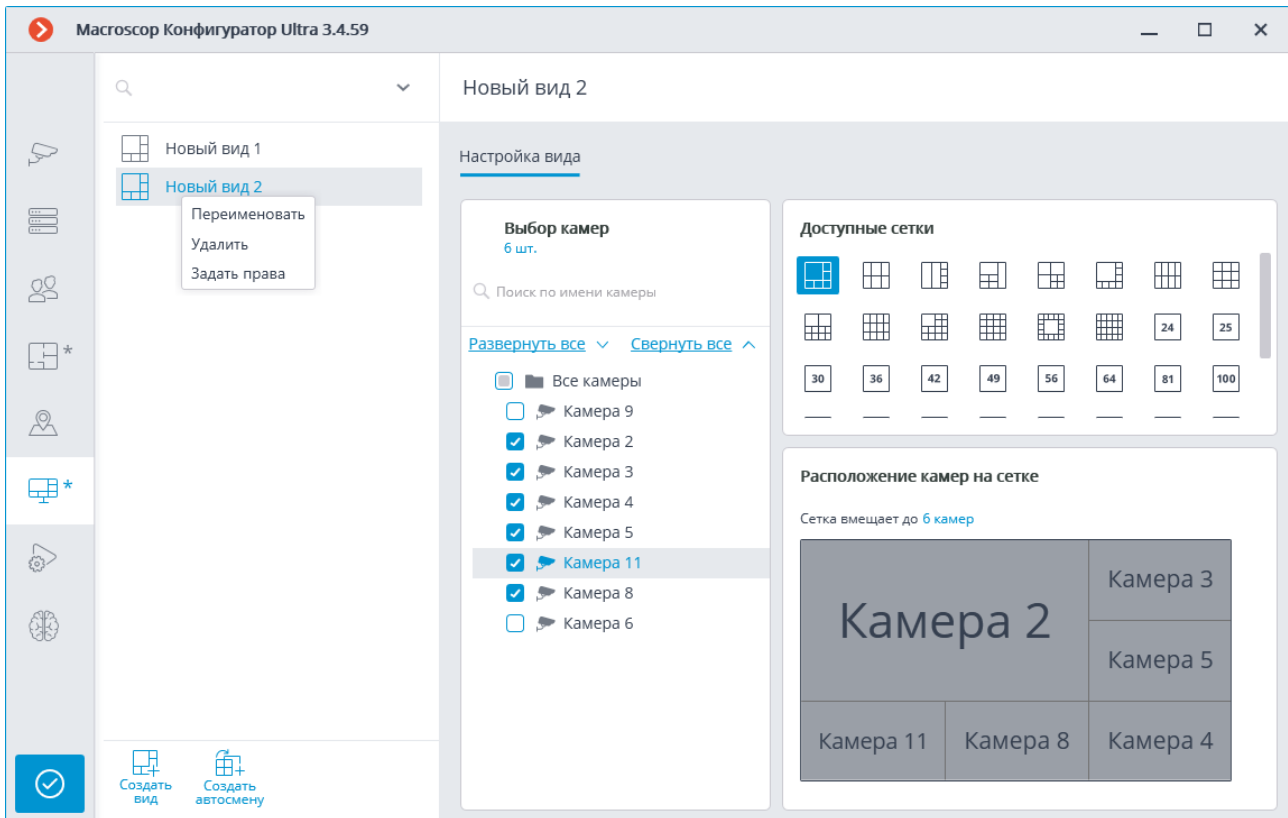 Macroscop Конфигуратор Ultra 3.4.59
Новый вид 2
Новый вид 1
Новый вид 2
Переименовать
Удалить
Задать права
*
*
Создать
вид
Создать
автосмену
Настройка вида
Выбор камер
6 шт.
Поиск по имени камеры
Развернуть все
Свернуть все
Все камеры
Камера 9
Камера 2
Камера 3
Камера 4
Камера 5
Камера 11
Камера 8
Камера 6
Доступные сетки
24 25
30 36 42 49 56 64 81 100
Расположение камер на сетке
Сетка вмещает до 6 камер
Камера 2
Камера 3
Камера 5
Камера 11 Камера 8 Камера 4